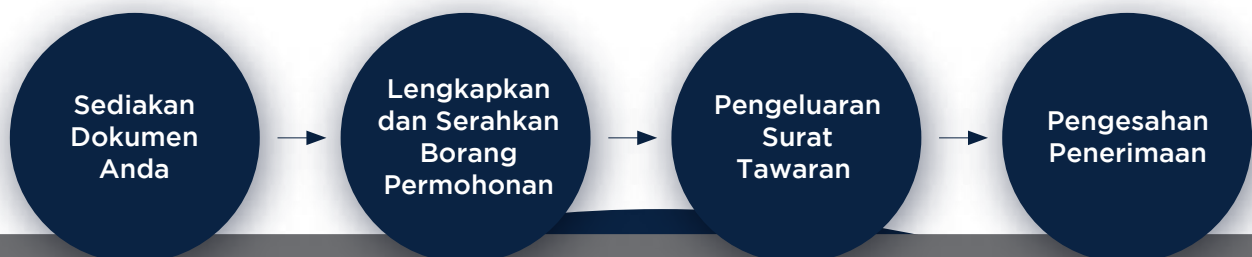 Sediakan
Dokumen
Anda
Lengkapkan
dan Serahkan
Borang
Permohonan
Pengeluaran
Surat
Tawaran
Pengesahan
Penerimaan